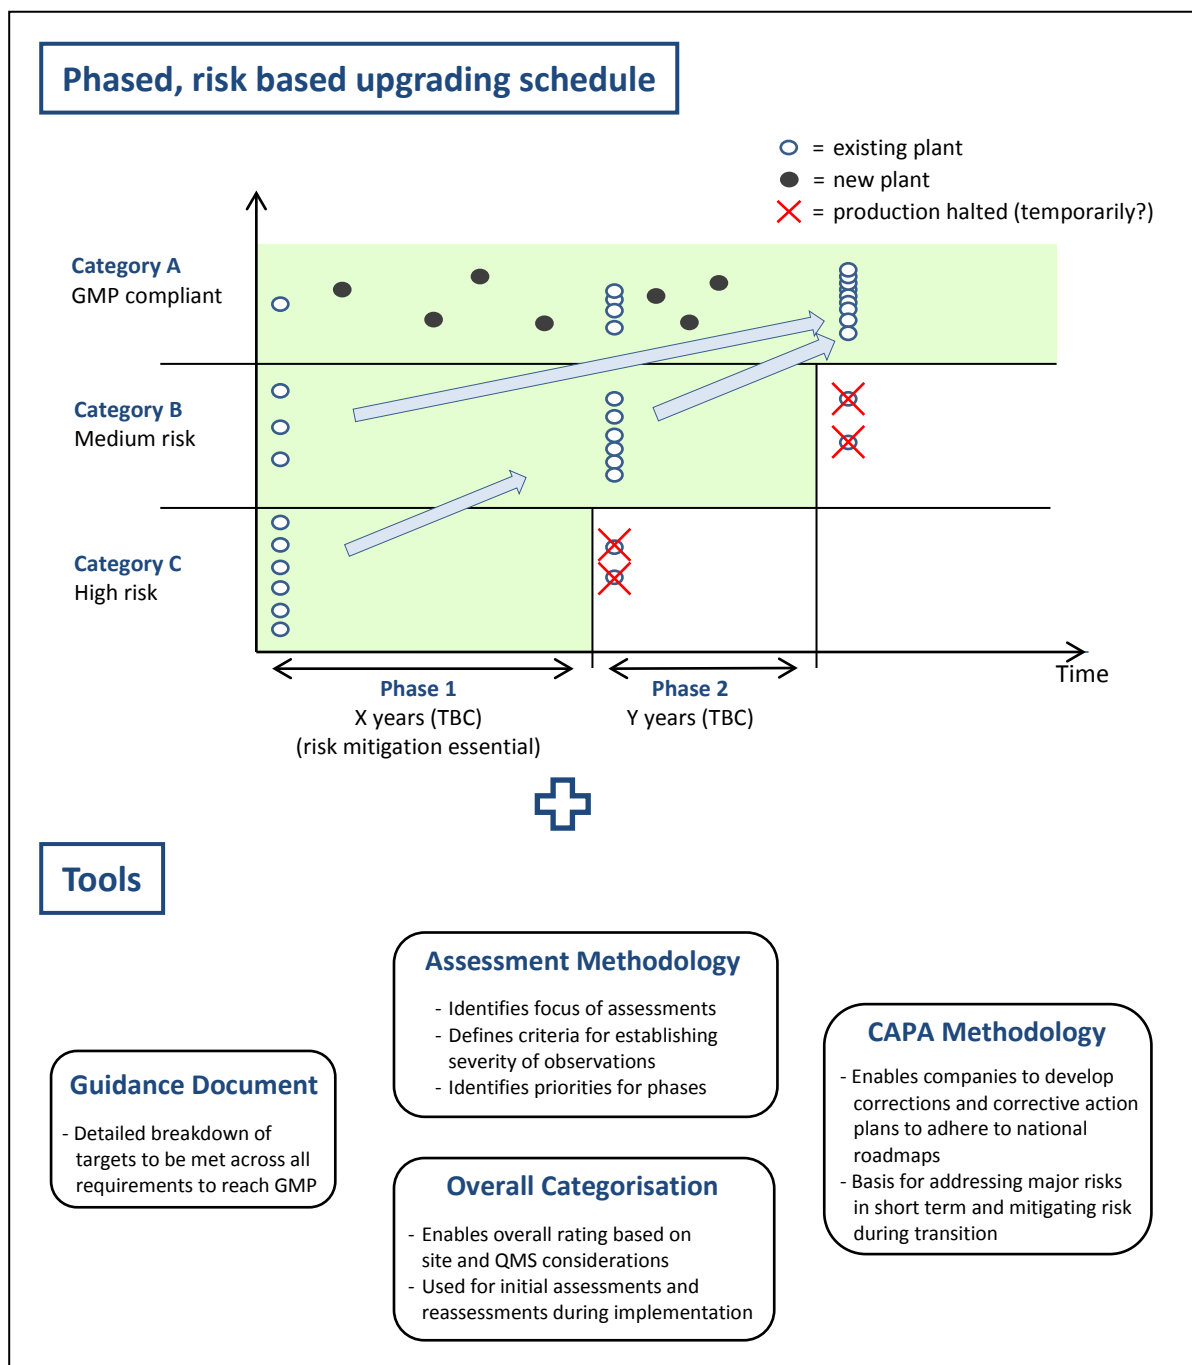 Phased, risk based upgrading schedule
= existing plant
= new plant
= production halted (temporarily?)
Category A
GMP compliant
Category B
Medium risk
Category C
High risk
Time
Phase 1
X years (TBC)
(risk mitigation essential)
Phase 2
Y years (TBC)
Tools
Guidance Document
- Detailed breakdown of
targets to be met across all
requirements to reach GMP
Assessment Methodology
- Identifies focus of assessments
- Defines criteria for establishing
severity of observations
- Identifies priorities for phases
Overall Categorisation
- Enables overall rating based on
site and QMS considerations
- Used for initial assessments and
reassessments during implementation
CAPA Methodology
- Enables companies to develop
corrections and corrective action
plans to adhere to national
roadmaps
- Basis for addressing major risks
in short term and mitigating risk
during transition